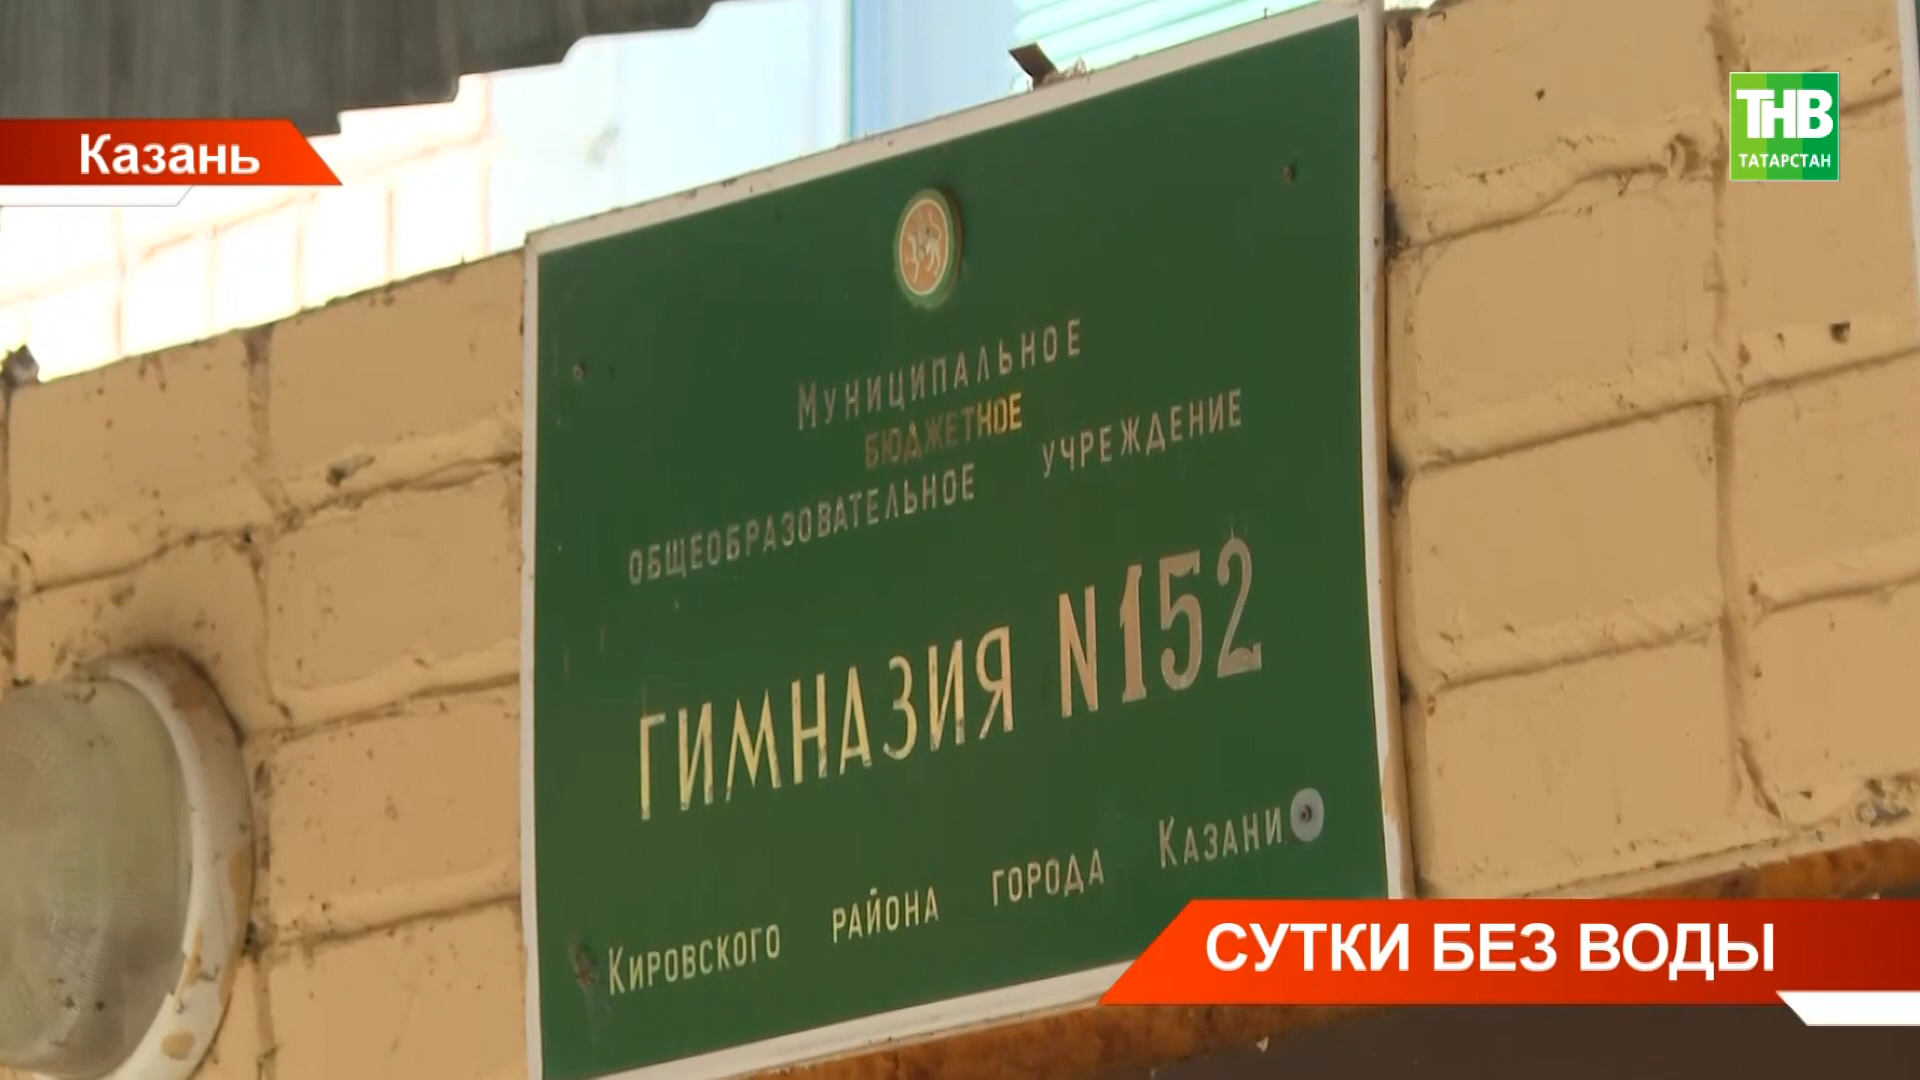 Казань
ТНВ
ТАТАРСТАН
Муниципальное
бюджетное
общеобразовательное учреждение
ГИМНАЗИЯ N152
Кировского района города Казани
СУТКИ БЕЗ ВОДЫ